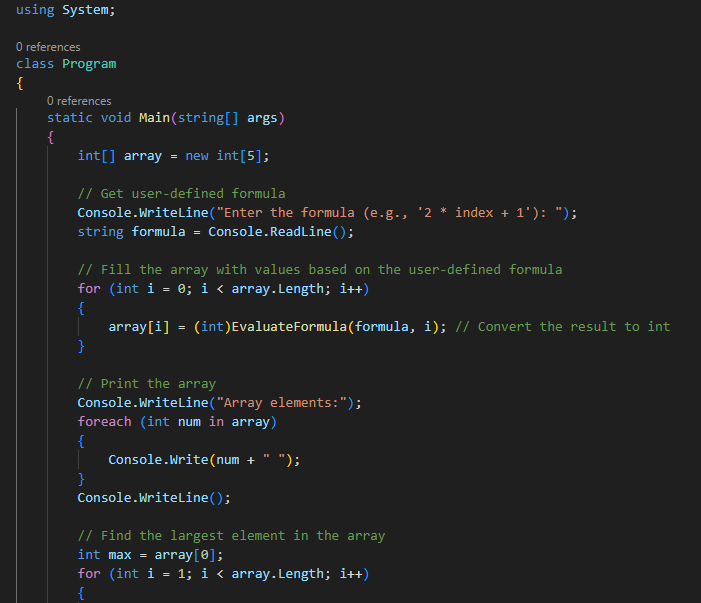 using System;
0 references
class Program
{
0 references
static void Main(string[] args)
{
int[] array = new int[5];
// Get user-defined formula
Console.WriteLine("Enter the formula (e.g., '2 * index + 1'): ");
string formula = Console.ReadLine();
// Fill the array with values based on the user-defined formula
for (int i = 0; i < array.Length; i++)
{
array[i] = (int)EvaluateFormula(formula, i); // Convert the result to int
}
// Print the array
Console.WriteLine("Array elements:");
foreach (int num in array)
{
Console.Write(num + " ");
}
Console.WriteLine();
// Find the largest element in the array
int max = array[0];
for (int i = 1; i < array.Length; i++)
{